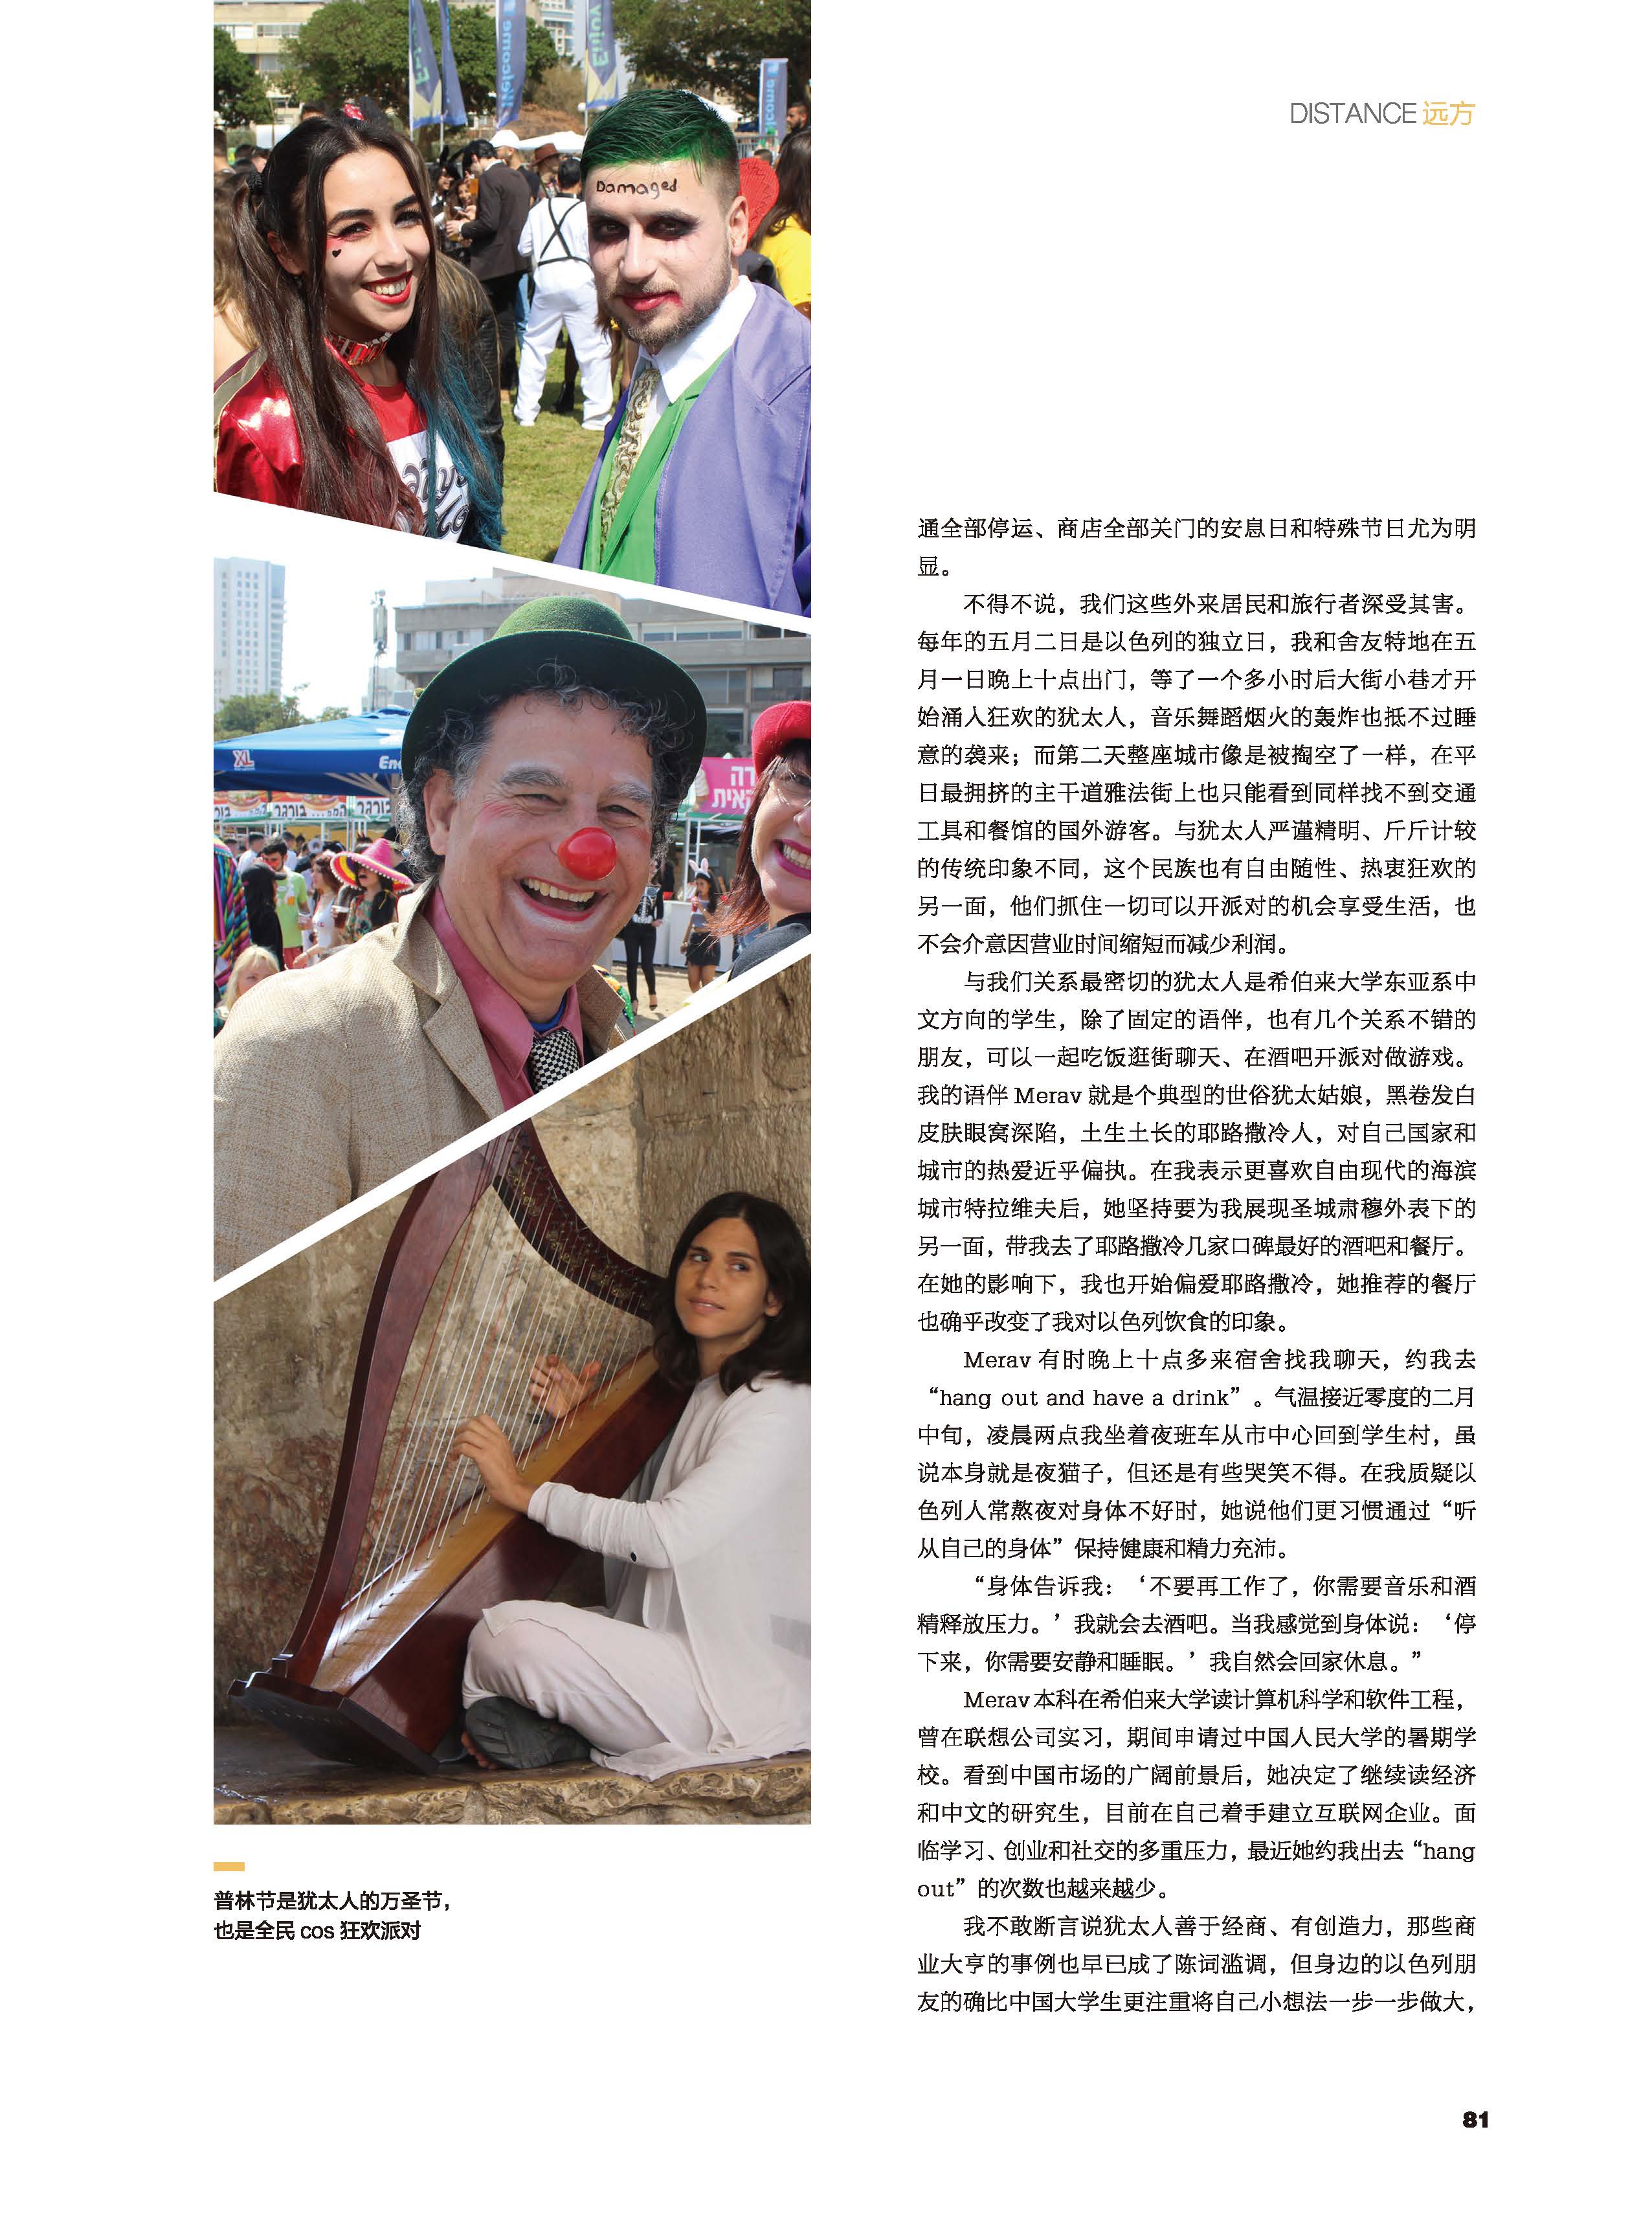 Enjoy
Welcome
Enjoy
lcome
Damaged
XL
En
בורגר
DISTANCE 远方
通全部停运、商店全部关门的安息日和特殊节日尤为明
显。
不得不说，我们这些外来居民和旅行者深受其害。
每年的五月二日是以色列的独立日，我和舍友特地在五
月一日晚上十点出门，等了一个多小时后大街小巷才开
始涌入狂欢的犹太人，音乐舞蹈烟火的轰炸也抵不过睡
意的袭来；而第二天整座城市像是被掏空了一样，在平
日最拥挤的主干道雅法街上也只能看到同样找不到交通
工具和餐馆的国外游客。与犹太人严谨精明、斤斤计较
的传统印象不同，这个民族也有自由随性、热衷狂欢的
另一面，他们抓住一切可以开派对的机会享受生活，也
不会介意因营业时间缩短而减少利润。
与我们关系最密切的犹太人是希伯来大学东亚系中
文方向的学生，除了固定的语伴，也有几个关系不错的
朋友，可以一起吃饭逛街聊天、在酒吧开派对做游戏。
我的语伴 Merav 就是个典型的世俗犹太姑娘，黑卷发白
皮肤眼窝深陷，土生土长的耶路撒冷人，对自己国家和
城市的热爱近乎偏执。在我表示更喜欢自由现代的海滨
城市特拉维夫后，她坚持要为我展现圣城肃穆外表下的
另一面，带我去了耶路撒冷几家口碑最好的酒吧和餐厅。
在她的影响下，我也开始偏爱耶路撒冷，她推荐的餐厅
也确乎改变了我对以色列饮食的印象。
Merav 有时晚上十点多来宿舍找我聊天，约我去
“hang out and have a drink”。气温接近零度的二月
中旬，凌晨两点我坐着夜班车从市中心回到学生村，虽
说本身就是夜猫子，但还是有些哭笑不得。在我质疑以
色列人常熬夜对身体不好时，她说他们更习惯通过“听
从自己的身体”保持健康和精力充沛。
“身体告诉我：‘不要再工作了，你需要音乐和酒
精释放压力。’我就会去酒吧。当我感觉到身体说：‘停
下来，你需要安静和睡眠。’我自然会回家休息。”
Merav本科在希伯来大学读计算机科学和软件工程，
曾在联想公司实习，期间申请过中国人民大学的暑期学
校。看到中国市场的广阔前景后，她决定了继续读经济
和中文的研究生，目前在自己着手建立互联网企业。面
临学习、创业和社交的多重压力，最近她约我出去“hang
out”的次数也越来越少。
我不敢断言说犹太人善于经商、有创造力，那些商
业大亨的事例也早已成了陈词滥调，但身边的以色列朋
友的确比中国大学生更注重将自己小想法一步一步做大，
普林节是犹太人的万圣节，
也是全民 cos 狂欢派对
81